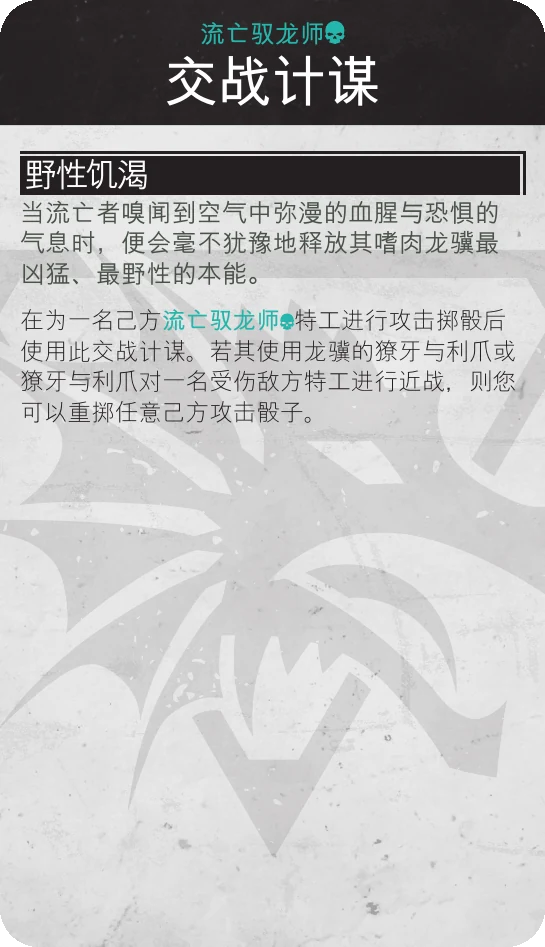 流亡驭龙师
交战计谋
野性饥渴
当流亡者嗅闻到空气中弥漫的血腥与恐惧的
气息时，便会毫不犹豫地释放其嗜肉龙骥最
凶猛、最野性的本能。
在为一名己方流亡驭龙师特工进行攻击掷骰后
使用此交战计谋。若其使用龙骥的獠牙与利爪或
獠牙与利爪对一名受伤敌方特工进行近战，则您
可以重掷任意己方攻击骰子。